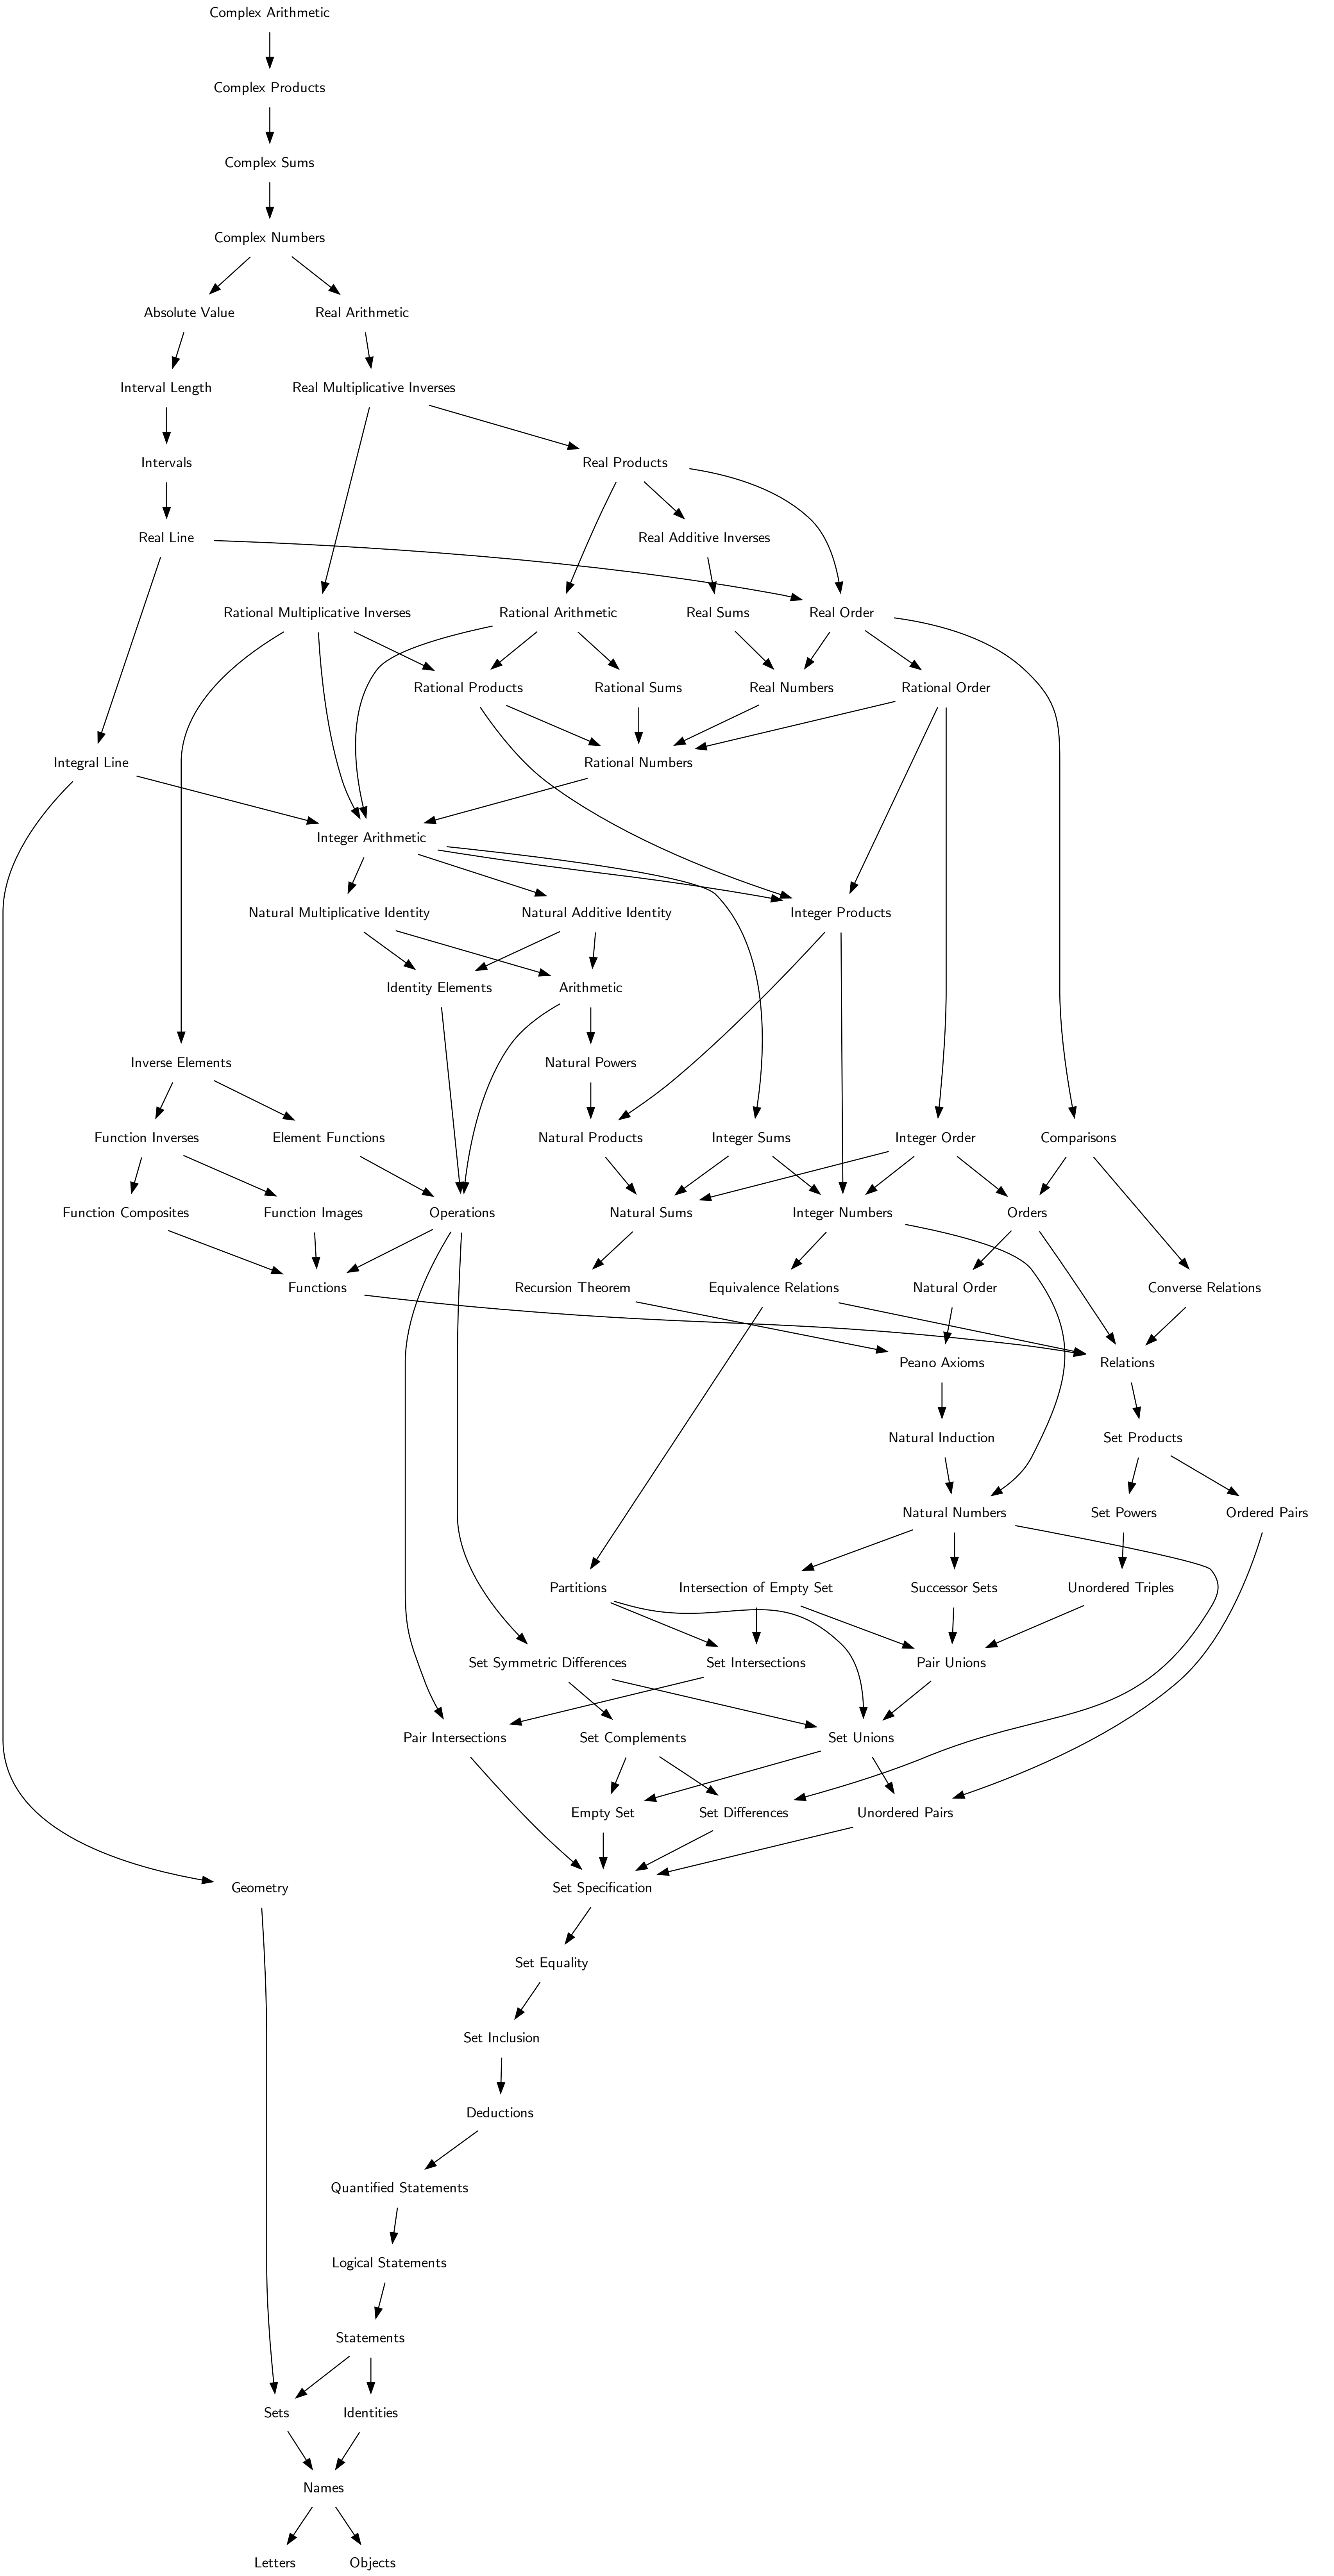 Complex Arithmetic
Complex Products
Complex Sums
Complex Numbers
Absolute Value
Real Arithmetic
Interval Length
Real Multiplicative Inverses
Intervals
Real Products
Real Line
Real Additive Inverses
Rational Multiplicative Inverses
Rational Arithmetic
Real Sums
Real Order
Rational Products
Rational Sums
Real Numbers
Rational Order
Integral Line
Rational Numbers
Integer Arithmetic
Natural Multiplicative Identity
Natural Additive Identity
Integer Products
Identity Elements
Arithmetic
Inverse Elements
Natural Powers
Function Inverses
Element Functions
Natural Products
Integer Sums
Integer Order
Comparisons
Function Composites
Function Images
Operations
Natural Sums
Integer Numbers
Orders
Functions
Recursion Theorem
Equivalence Relations
Natural Order
Converse Relations
Peano Axioms
Relations
Natural Induction
Set Products
Natural Numbers
Set Powers
Ordered Pairs
Partitions
Intersection of Empty Set
Successor Sets
Unordered Triples
Set Symmetric Differences
Set Intersections
Pair Unions
Pair Intersections
Set Complements
Set Unions
Empty Set
Set Differences
Unordered Pairs
Geometry
Set Specification
Set Equality
Set Inclusion
Deductions
Quantified Statements
Logical Statements
Statements
Sets
Identities
Names
Letters
Objects